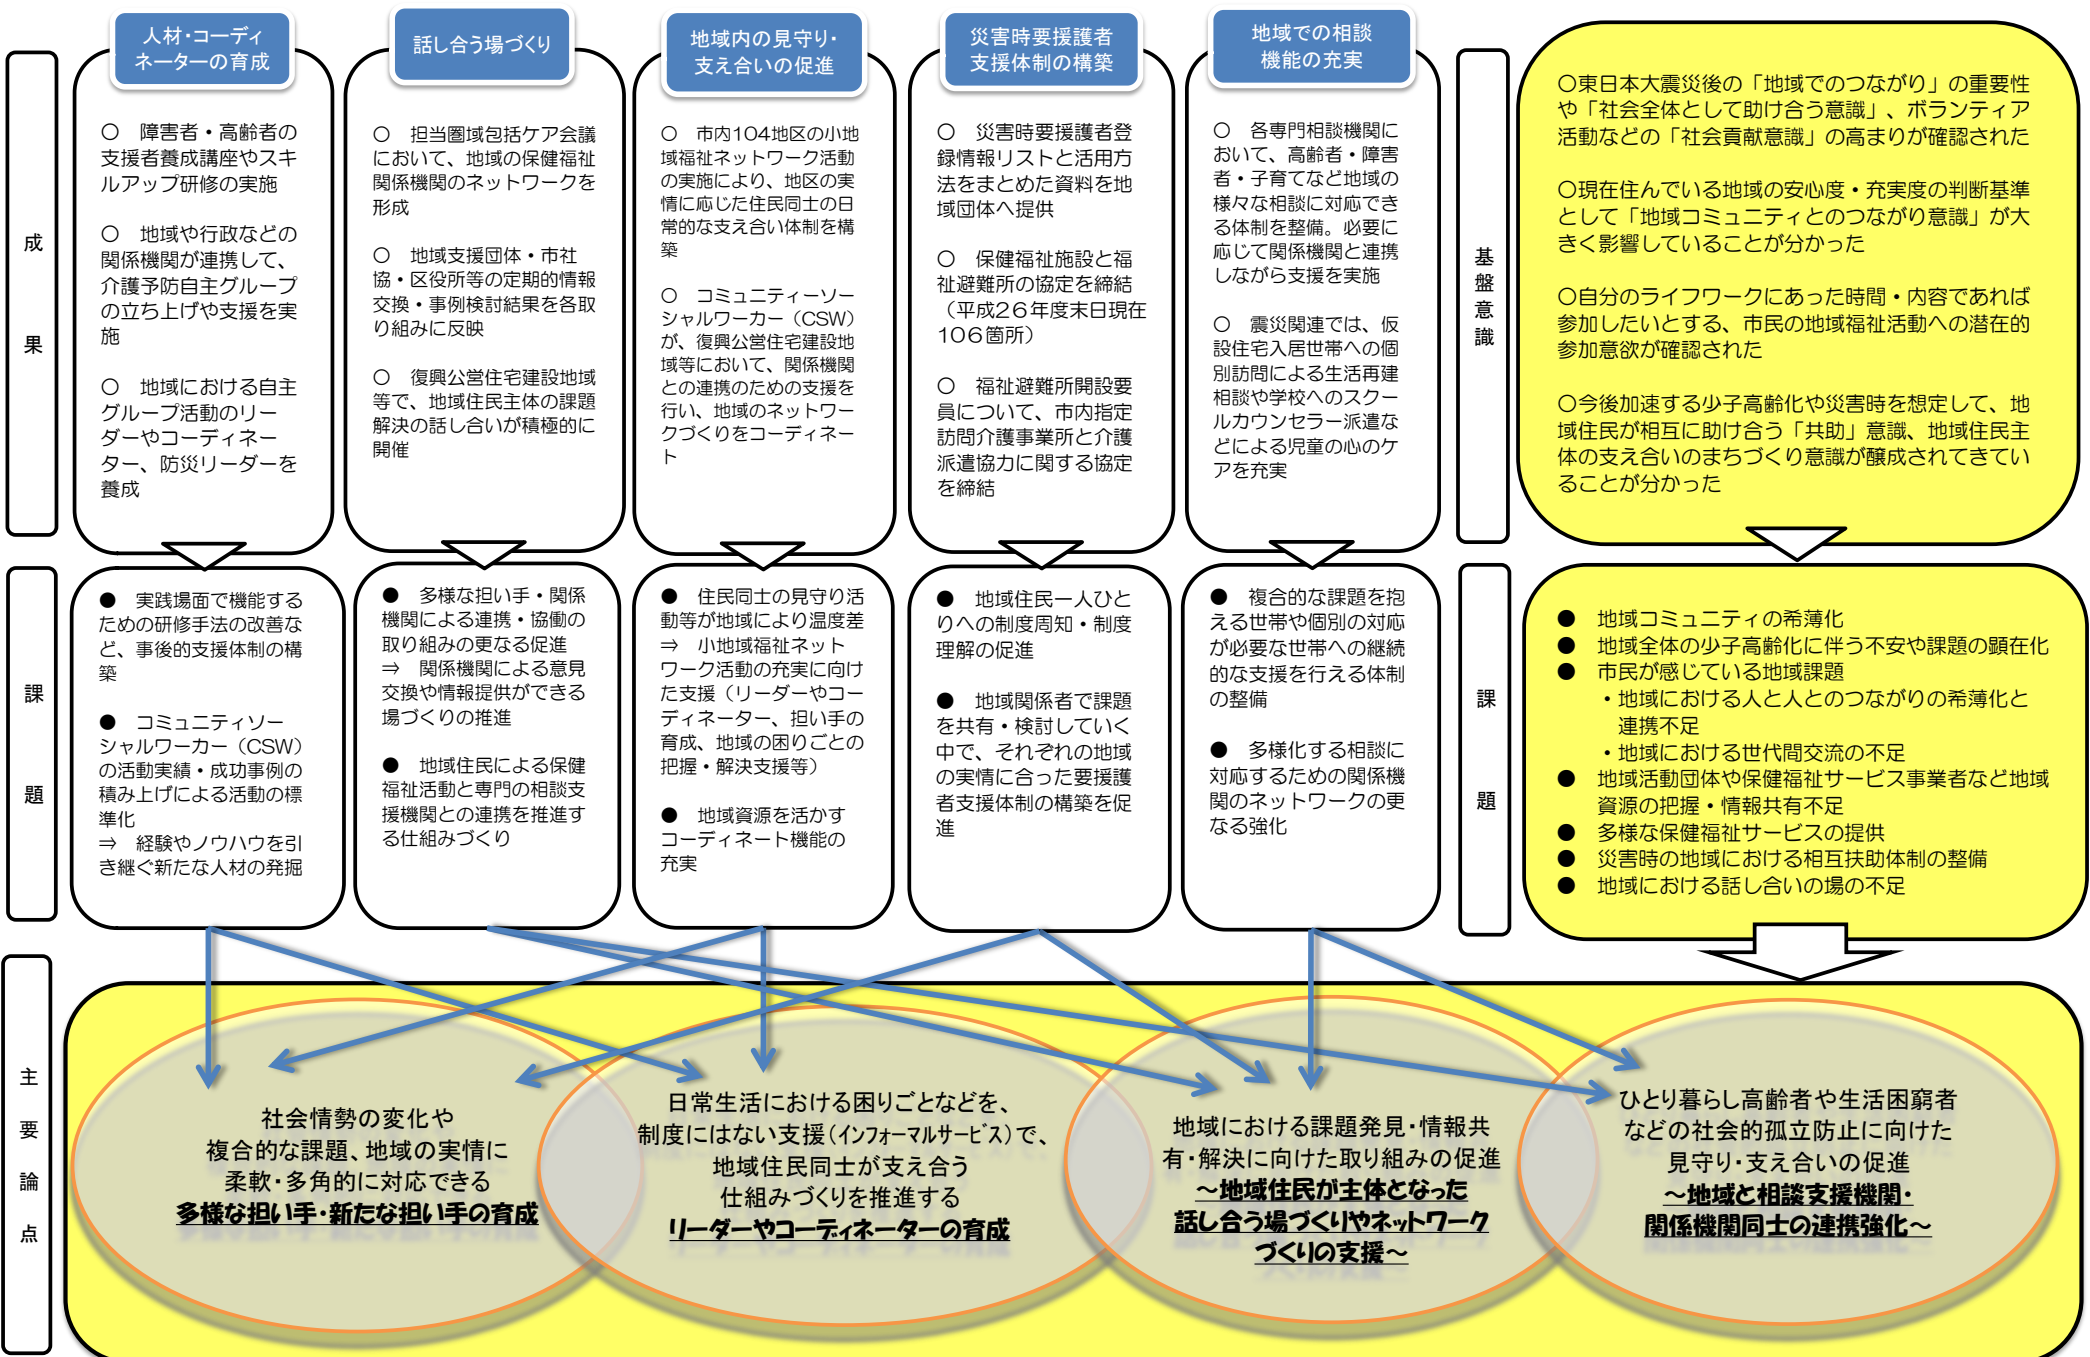 人材・コーディ
ネーターの育成
話し合う場づくり
地域内の見守り・
支え合いの促進
災害時要援護者
支援体制の構築
地域での相談
機能の充実
成
果
○　障害者・高齢者の
支援者養成講座やスキ
ルアップ研修の実施
○　地域や行政などの
関係機関が連携して、
介護予防自主グループ
の立ち上げや支援を実
施
○　地域における自主
グループ活動のリー
ダーやコーディネー
ター、防災リーダーを
養成
○　担当圏域包括ケア会議
において、地域の保健福祉
関係機関のネットワークを
形成
○　地域支援団体・市社
協・区役所等の定期的情報
交換・事例検討結果を各取
り組みに反映
○　復興公営住宅建設地域
等で、地域住民主体の課題
解決の話し合いが積極的に
開催
○　市内104地区の小地
域福祉ネットワーク活動
の実施により、地区の実
情に応じた住民同士の日
常的な支え合い体制を構
築
○　コミュニティーソー
シャルワーカー（CSW）
が、復興公営住宅建設地
域等において、関係機関
との連携のための支援を
行い、地域のネットワー
クづくりをコーディネー
ト
○　災害時要援護者登
録情報リストと活用方
法をまとめた資料を地
域団体へ提供
○　保健福祉施設と福
祉避難所の協定を締結
（平成26年度末日現在
106箇所）
○　福祉避難所開設要
員について、市内指定
訪問介護事業所と介護
派遣協力に関する協定
を締結
○　各専門相談機関に
おいて、高齢者・障害
者・子育てなど地域の
様々な相談に対応でき
る体制を整備。必要に
応じて関係機関と連携
しながら支援を実施
○　震災関連では、仮
設住宅入居世帯への個
別訪問による生活再建
相談や学校へのスクー
ルカウンセラー派遣な
どによる児童の心のケ
アを充実
基
盤
意
識
○東日本大震災後の「地域でのつながり」の重要性
や「社会全体として助け合う意識」、ボランティア
活動などの「社会貢献意識」の高まりが確認された
○現在住んでいる地域の安心度・充実度の判断基準
として「地域コミュニティとのつながり意識」が大
きく影響していることが分かった
○自分のライフワークにあった時間・内容であれば
参加したいとする、市民の地域福祉活動への潜在的
参加意欲が確認された
○今後加速する少子高齢化や災害時を想定して、地
域住民が相互に助け合う「共助」意識、地域住民主
体の支え合いのまちづくり意識が醸成されてきてい
ることが分かった
課
題
●　実践場面で機能する
ための研修手法の改善な
ど、事後的支援体制の構
築
●　コミュニティソー
シャルワーカー（CSW）
の活動実績・成功事例の
積み上げによる活動の標
準化
⇒　経験やノウハウを引
き継ぐ新たな人材の発掘
●　多様な担い手・関係
機関による連携・協働の
取り組みの更なる促進
⇒　関係機関による意見
交換や情報提供ができる
場づくりの推進
●　地域住民による保健
福祉活動と専門の相談支
援機関との連携を推進す
る仕組みづくり
●　住民同士の見守り活
動等が地域により温度差
⇒　小地域福祉ネット
ワーク活動の充実に向け
た支援（リーダーやコー
ディネーター、担い手の
育成、地域の困りごとの
把握・解決支援等）
●　地域資源を活かす
コーディネート機能の
充実
●　地域住民一人ひと
りへの制度周知・制度
理解の促進
●　地域関係者で課題
を共有・検討していく
中で、それぞれの地域
の実情に合った要援護
者支援体制の構築を促
進
●　複合的な課題を抱
える世帯や個別の対応
が必要な世帯への継続
的な支援を行える体制
の整備
●　多様化する相談に
対応するための関係機
関のネットワークの更
なる強化
課
題
●　地域コミュニティの希薄化
●　地域全体の少子高齢化に伴う不安や課題の顕在化
●　市民が感じている地域課題
・地域における人と人とのつながりの希薄化と
連携不足
・地域における世代間交流の不足
●　地域活動団体や保健福祉サービス事業者など地域
資源の把握・情報共有不足
●　多様な保健福祉サービスの提供
●　災害時の地域における相互扶助体制の整備
●　地域における話し合いの場の不足
主
要
論
点
社会情勢の変化や
複合的な課題、地域の実情に
柔軟・多角的に対応できる
多様な担い手・新たな担い手の育成
日常生活における困りごとなどを、
制度にはない支援（インフォーマルサービス）で、
地域住民同士が支え合う
仕組みづくりを推進する
リーダーやコーディネーターの育成
地域における課題発見・情報共
有・解決に向けた取り組みの促進
～地域住民が主体となった
話し合う場づくりやネットワーク
づくりの支援～
ひとり暮らし高齢者や生活困窮者
などの社会的孤立防止に向けた
見守り・支え合いの促進
～地域と相談支援機関・
関係機関同士の連携強化～